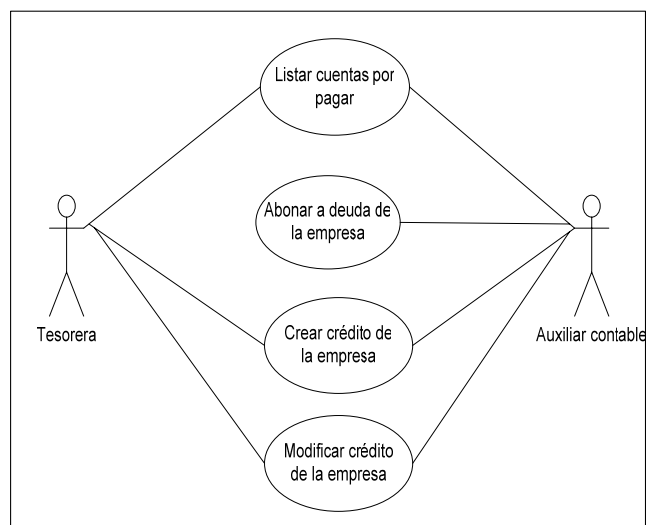 Listar cuentas por
pagar
Abonar a deuda de
la empresa
Tesorera
Crear crédito de
la empresa
Auxiliar contable
Modificar crédito
de la empresa